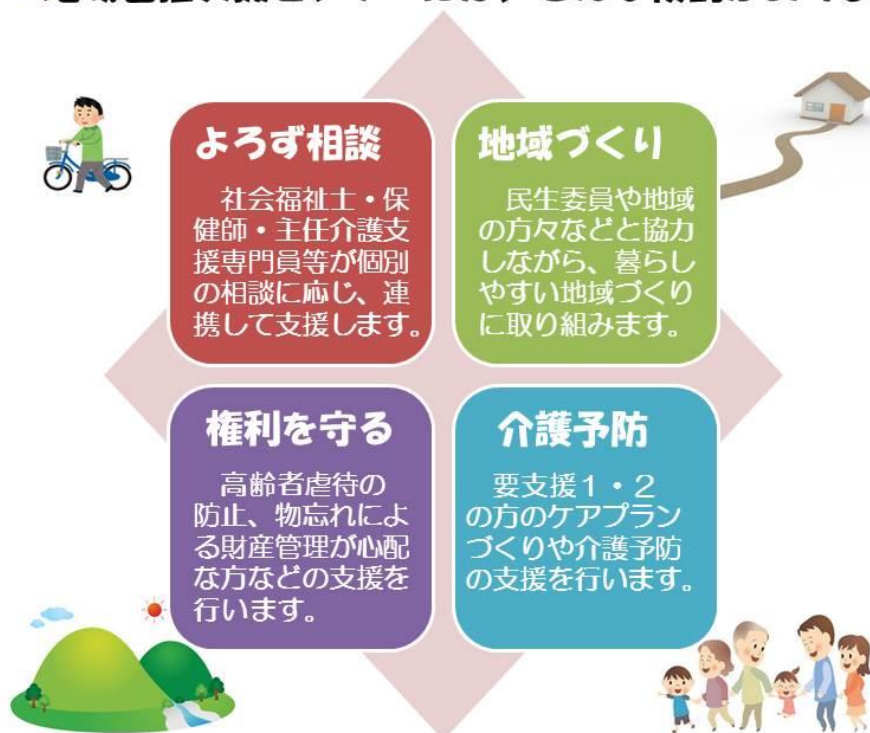 よろず相談
社会福祉士・保
健師・主任介護支
援専門員等が個別
の相談に応じ、連
携して支援します。
地域づくり
民生委員や地域
の方々などと協力
しながら、暮らし
やすい地域づくり
に取り組みます。
権利を守る
高齢者虐待の
防止、物忘れによ
る財産管理が心配
な方などの支援を
行います。
介護予防
要支援１・２
の方のケアプラン
づくりや介護予防
の支援を行います。